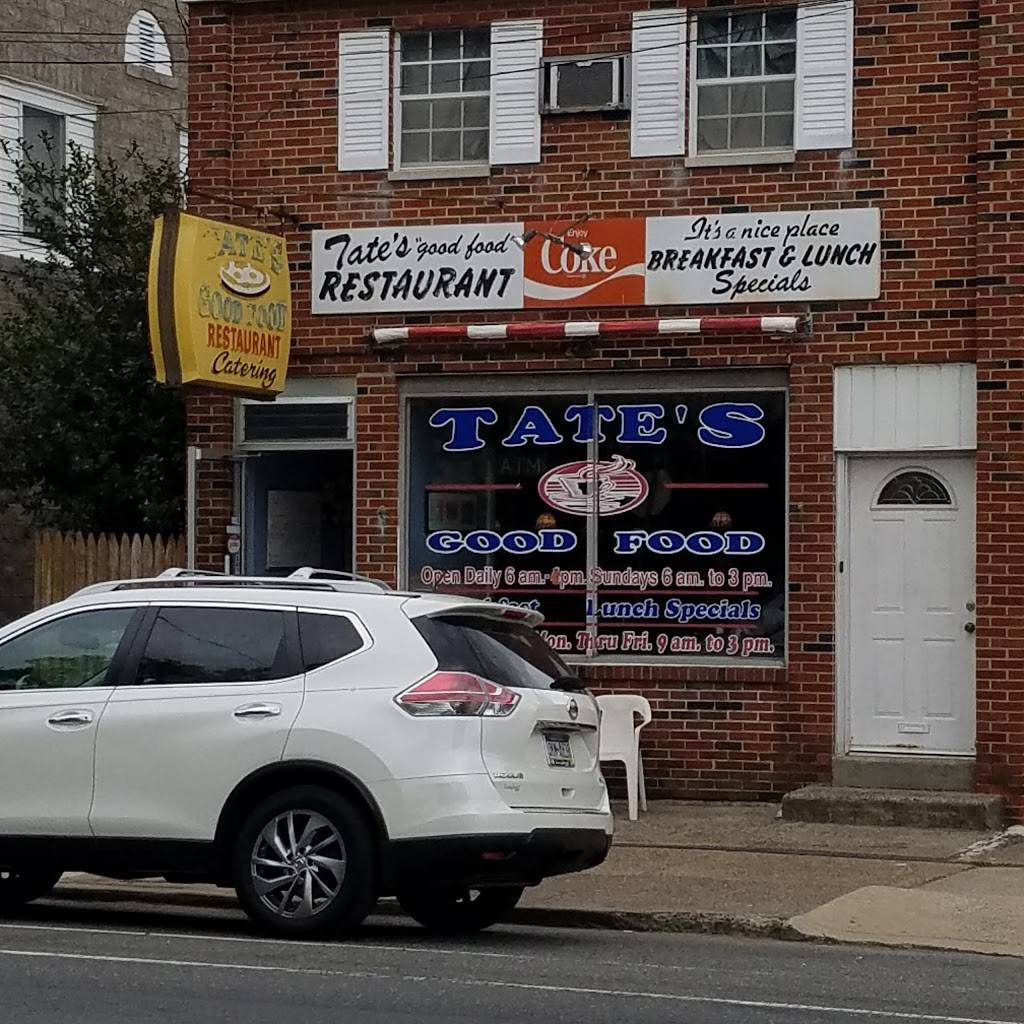 TATE'S
GOOD FOOD
RESTAURANT
Catering
Tate's "good food"
RESTAURANT
Enjoy
Coke
It's a nice place
BREAKFAST & LUNCH
Specials
TATE'S
GOOD FOOD
Open Daily 6 am.- 4pm. Sundays 6 am. to 3 pm.
Lunch Specials
Mon. Thru Fri. 9 am. to 3 pm.